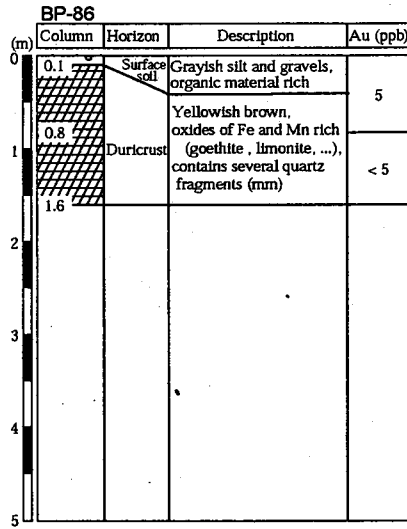 BP-86
(m) Column Horizon Description Au (ppb)
0
0.1 Surface soil Grayish silt and gravels,
organic material rich
5
Yellowish brown,
0.8 oxides of Fe and Mn rich
1 Duricrust (goethite , limonite, ...),
contains several quartz
< 5
fragments (mm)
1.6
2
3
4
5